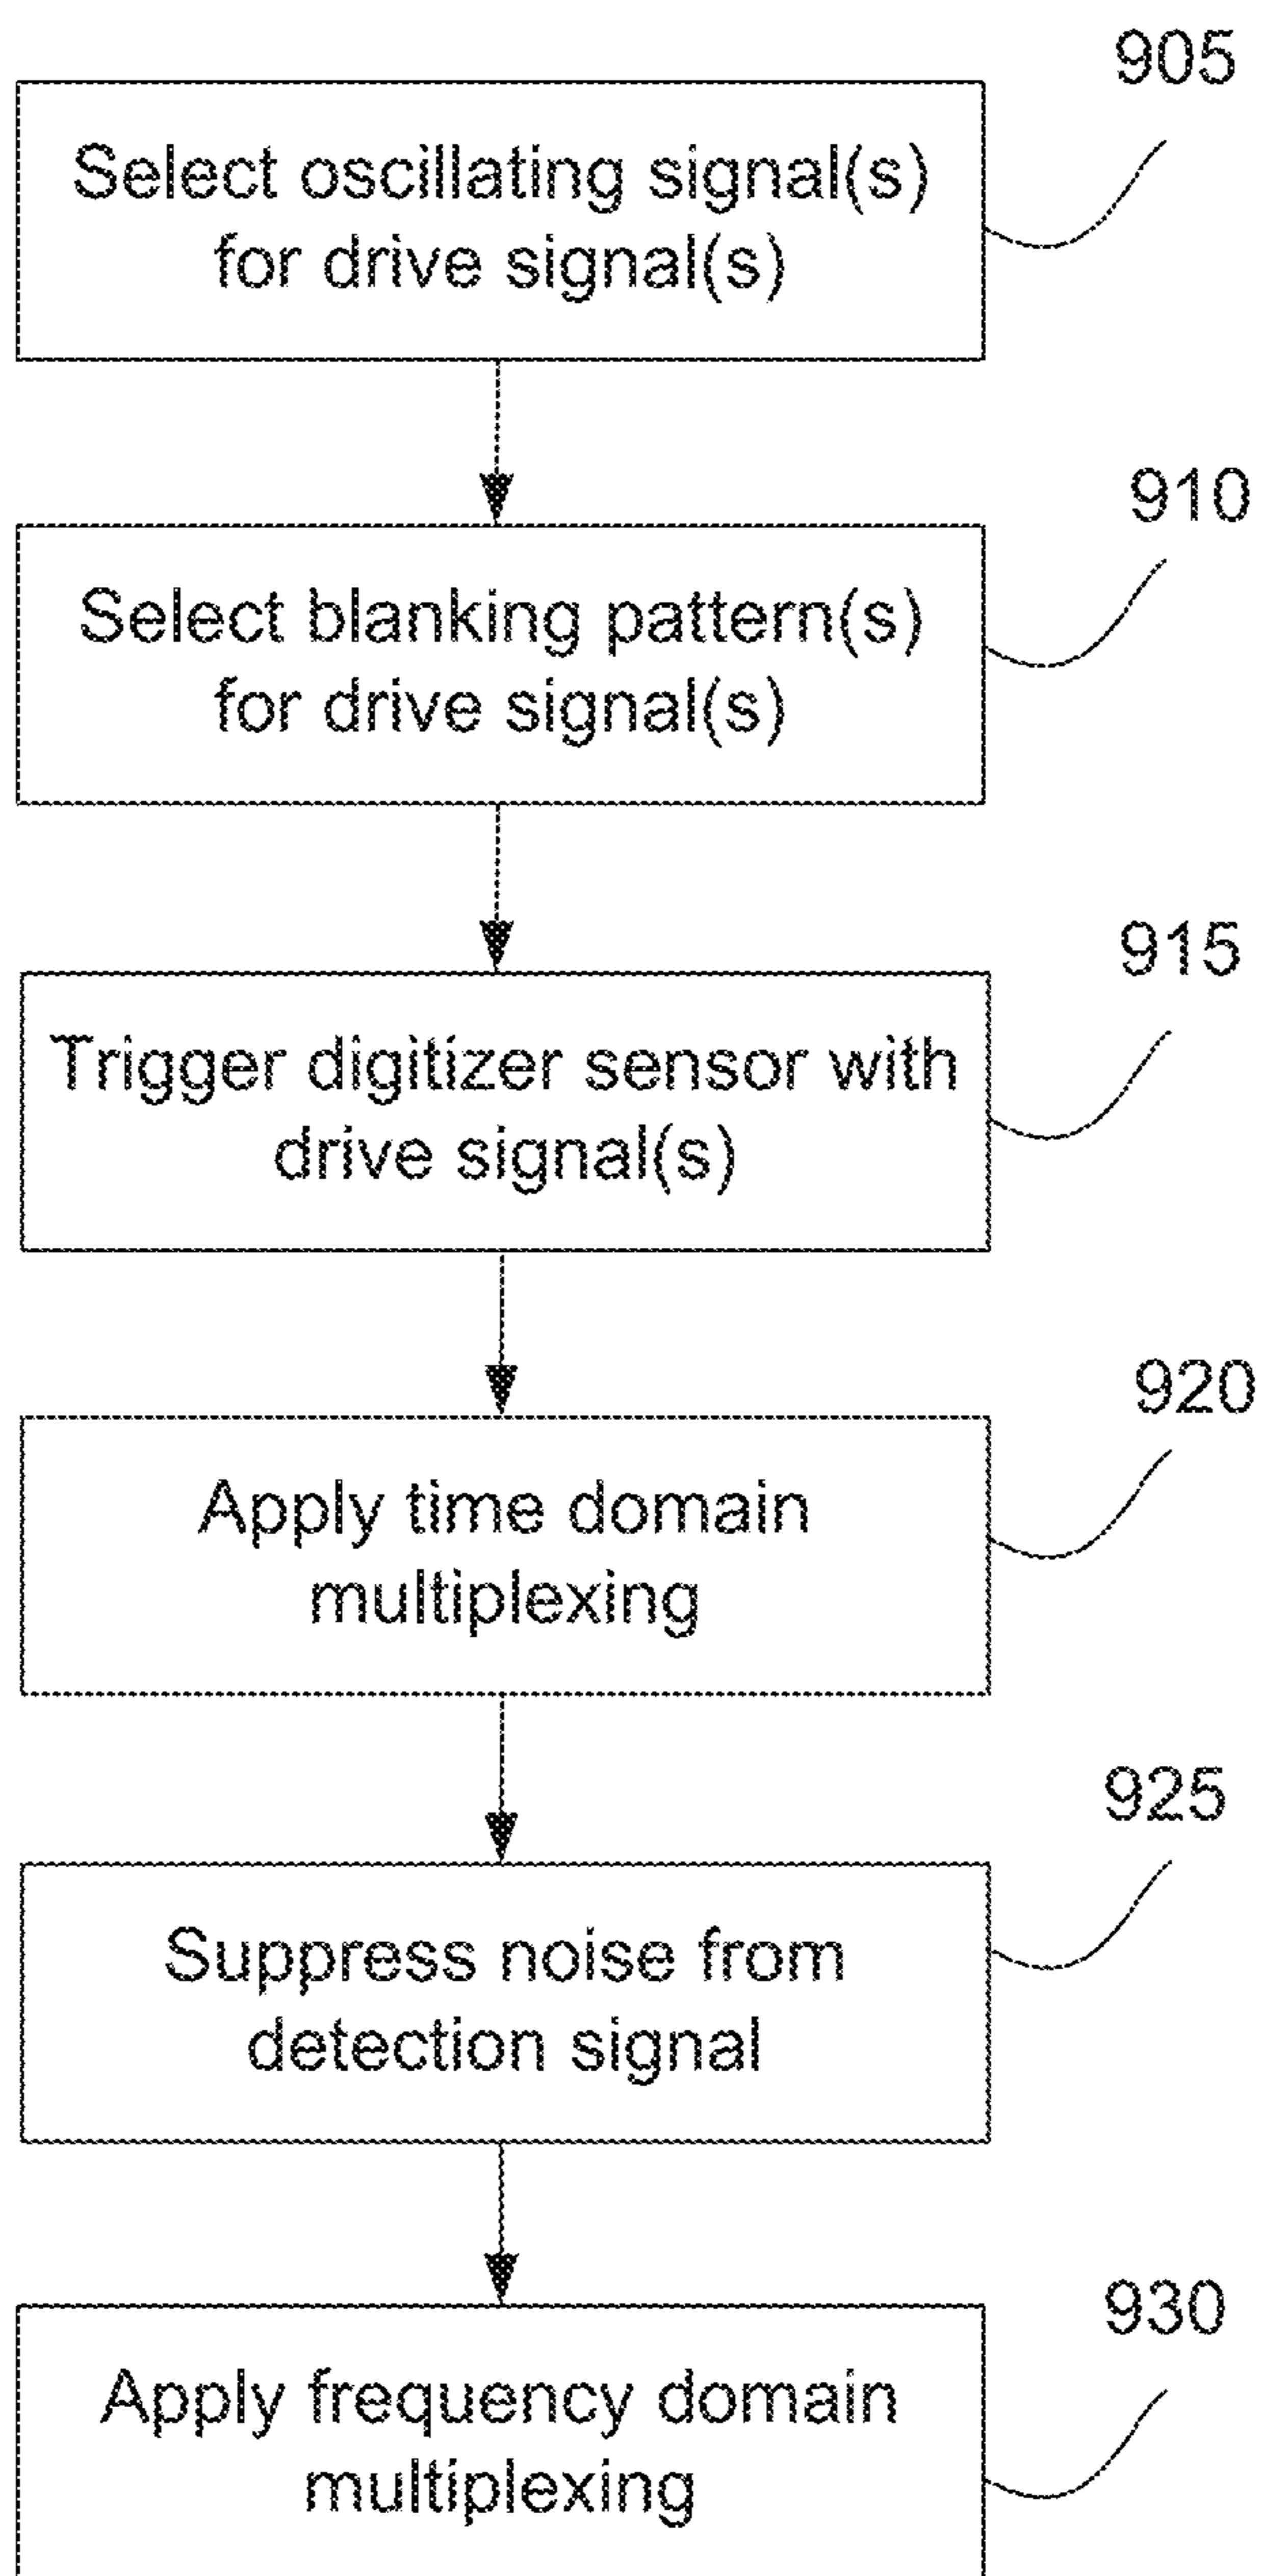 905
Select oscillating signal(s)
for drive signal(s)
910
Select blanking pattern(s)
for drive signal(s)
915
Trigger digitizer sensor with
drive signal(s)
920
Apply time domain
multiplexing
925
Suppress noise from
detection signal
930
Apply frequency domain
multiplexing